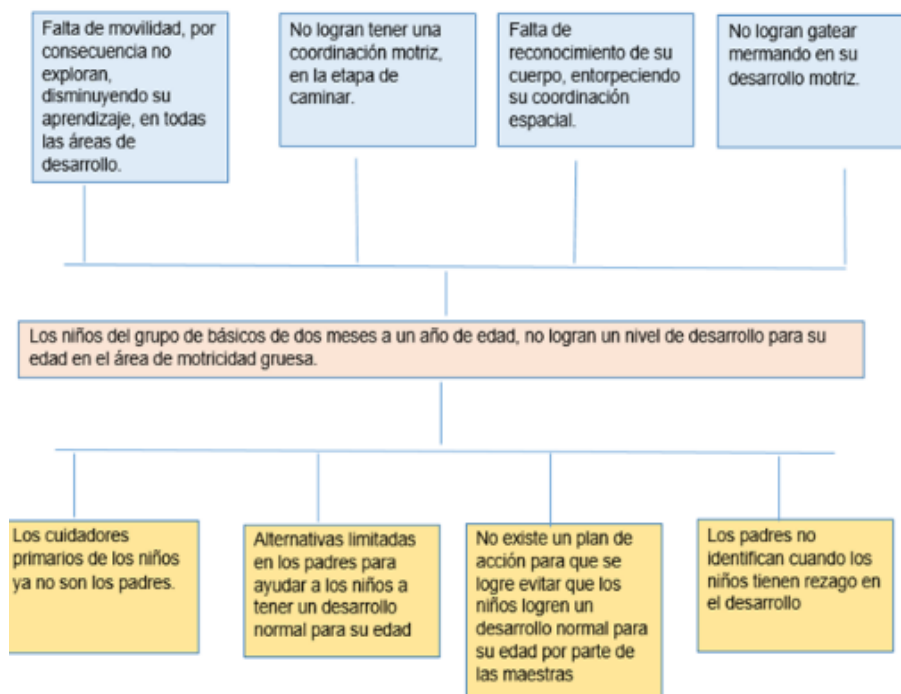 Falta de movilidad, por
consecuencia no
exploran,
disminuyendo su
aprendizaje, en todas
las áreas de
desarrollo.
No logran tener una
coordinación motriz,
en la etapa de
caminar.
Falta de
reconocimiento de su
cuerpo, entorpeciendo
su coordinación
espacial.
No logran gatear
mermando en su
desarrollo motriz.
Los niños del grupo de básicos de dos meses a un año de edad, no logran un nivel de desarrollo para su
edad en el área de motricidad gruesa.
Los cuidadores
primarios de los niños
ya no son los padres.
Alternativas limitadas
en los padres para
ayudar a los niños a
tener un desarrollo
normal para su edad
No existe un plan de
acción para que se
logre evitar que los
niños logren un
desarrollo normal para
su edad por parte de
las maestras
Los padres no
identifican cuando los
niños tienen rezago en
el desarrollo